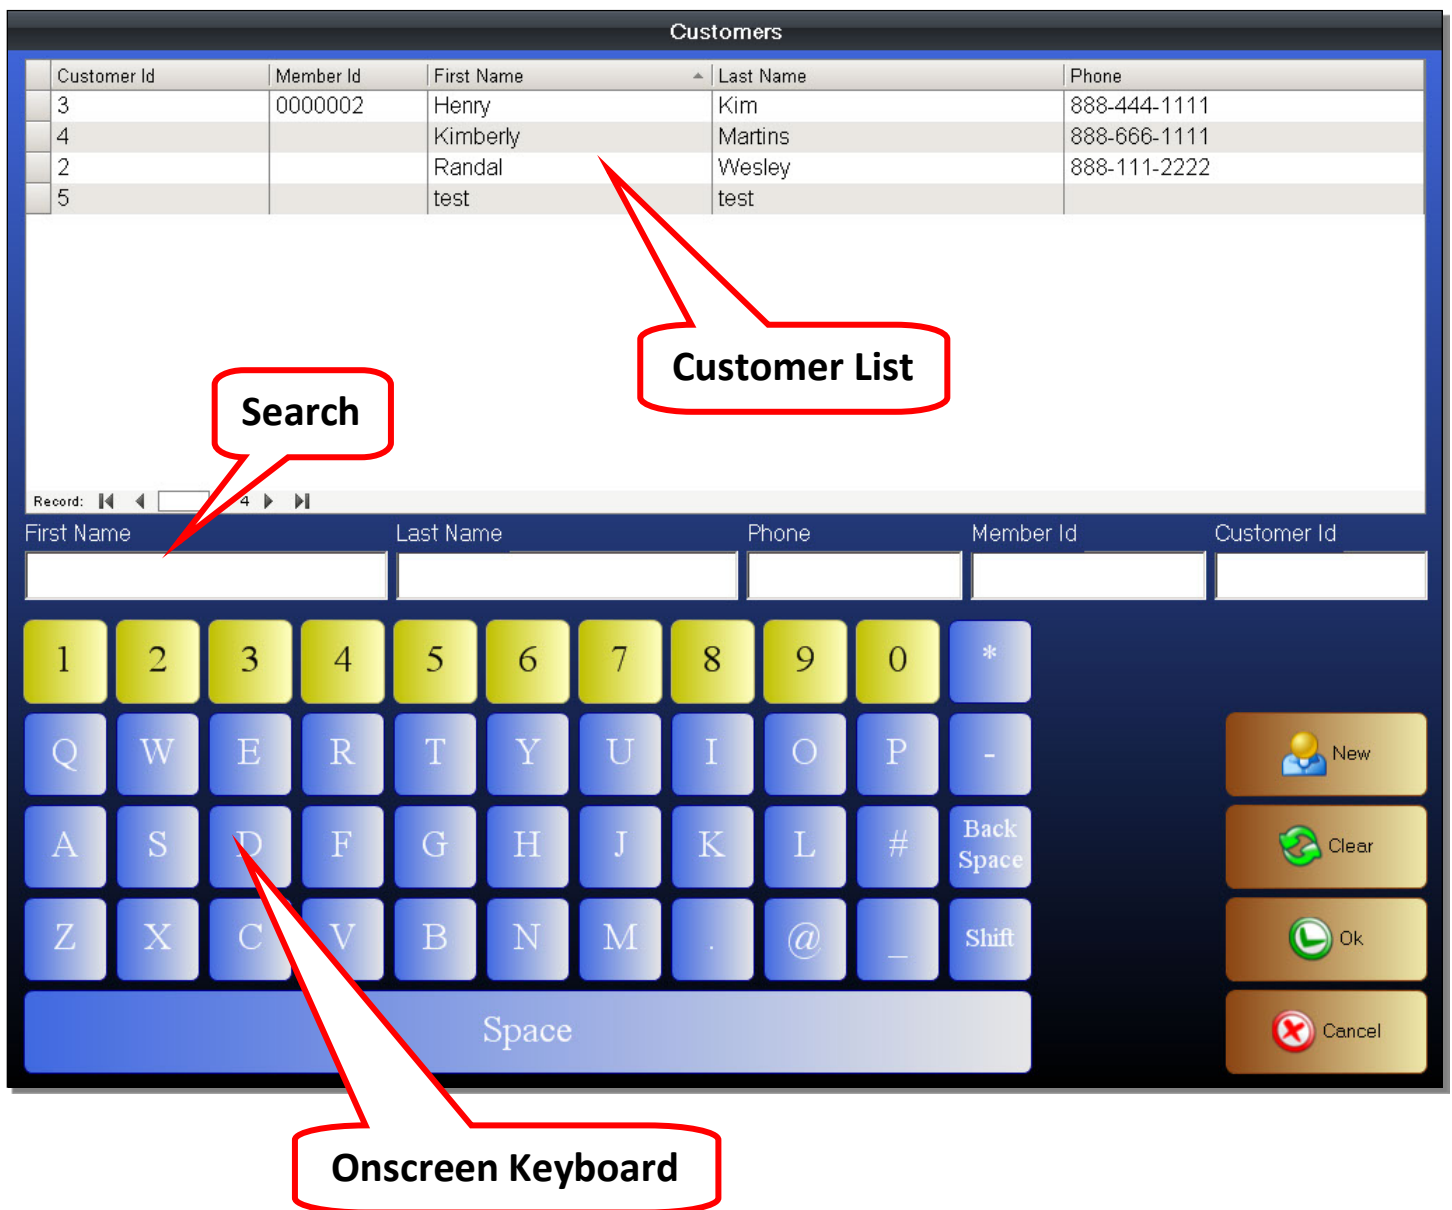 Customers
Customer Id Member Id First Name Last Name Phone
3 0000002 Henry Kim 888-444-1111
4 Kimberly Martins 888-666-1111
2 Randal Wesley 888-111-2222
5 test test
Customer List
Search
Record: 4
First Name Last Name Phone Member Id Customer Id
1 2 3 4 5 6 7 8 9 0 *
Q W E R T Y U I O P - New
A S D F G H J K L # Back Space Clear
Z X C V B N M . @ _ Shift Ok
Space Cancel
Onscreen Keyboard